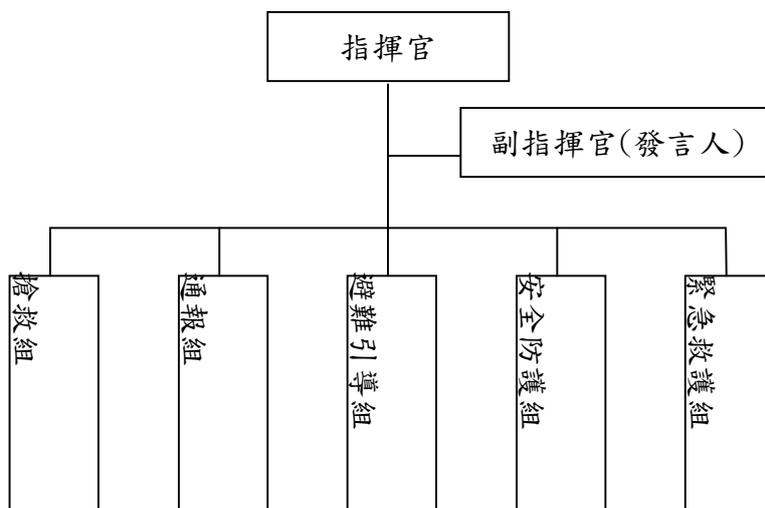 指揮官
副指揮官(發言人)
搶救組
通報組
避難引導組
安全防護組
緊急救護組